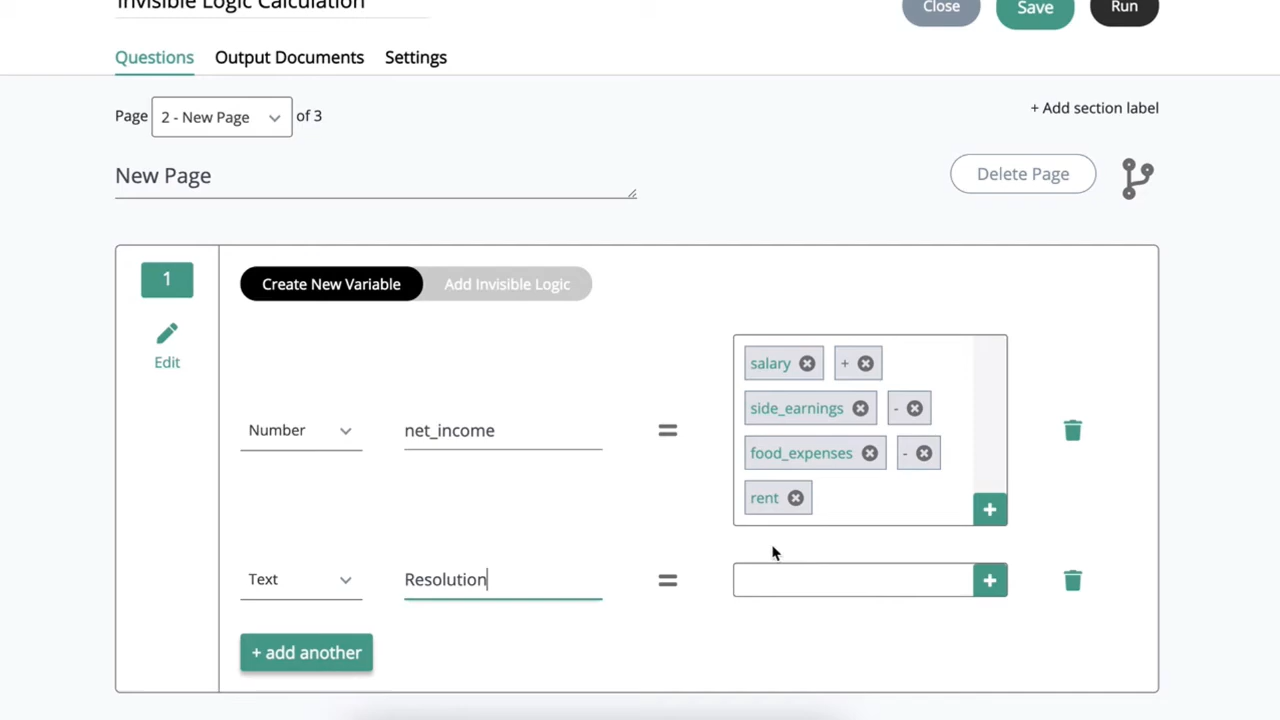 Invisible Logic Calculation
Close
Save
Run
Questions
Output Documents
Settings
Page
2 - New Page
of 3
+ Add section label
New Page
Delete Page
1
Edit
Create New Variable
Add Invisible Logic
salary
+
side_earnings
-
food_expenses
-
rent
Number
net_income
=
+
Text
Resolution
=
+
+ add another